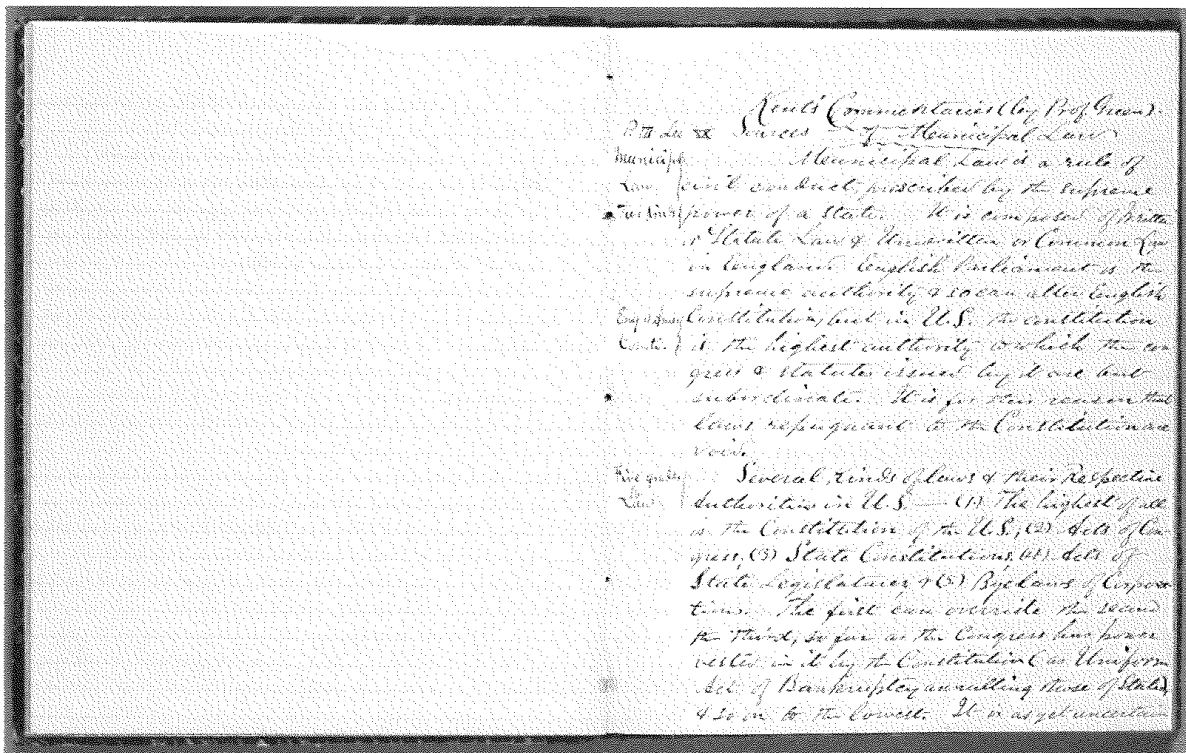 Kent's Commentaries (by Prof. Green).
Sources of Municipal Law
Municipal Law is a rule of
Law civil conduct, prescribed by the supreme
power of a state. It is composed of Written
or Statute Law & Unwritten or Common Law
in England. English Parliament is the
supreme authority & so can alter English
Constitution, but in U.S. the constitution
is the highest authority to which the con
gress & statutes issued by it are but
subordinate. It is for this reason that
laws repugnant to the Constitution are
void.
Several kinds of laws & their Respective
Law Authorities in U.S. — (1) The highest of all
is the Constitution of the U.S., (2) Acts of Con
gress, (3) State Constitutions, (4) Acts of
State Legislatures, & (5) Byelaws of Corpora
tions. The first can override the second
the third, so far as the Congress has power
vested in it by the Constitution (as Uniform
Act of Bankruptcy annulling those of States)
& so on to the lowest. It is as yet uncertain